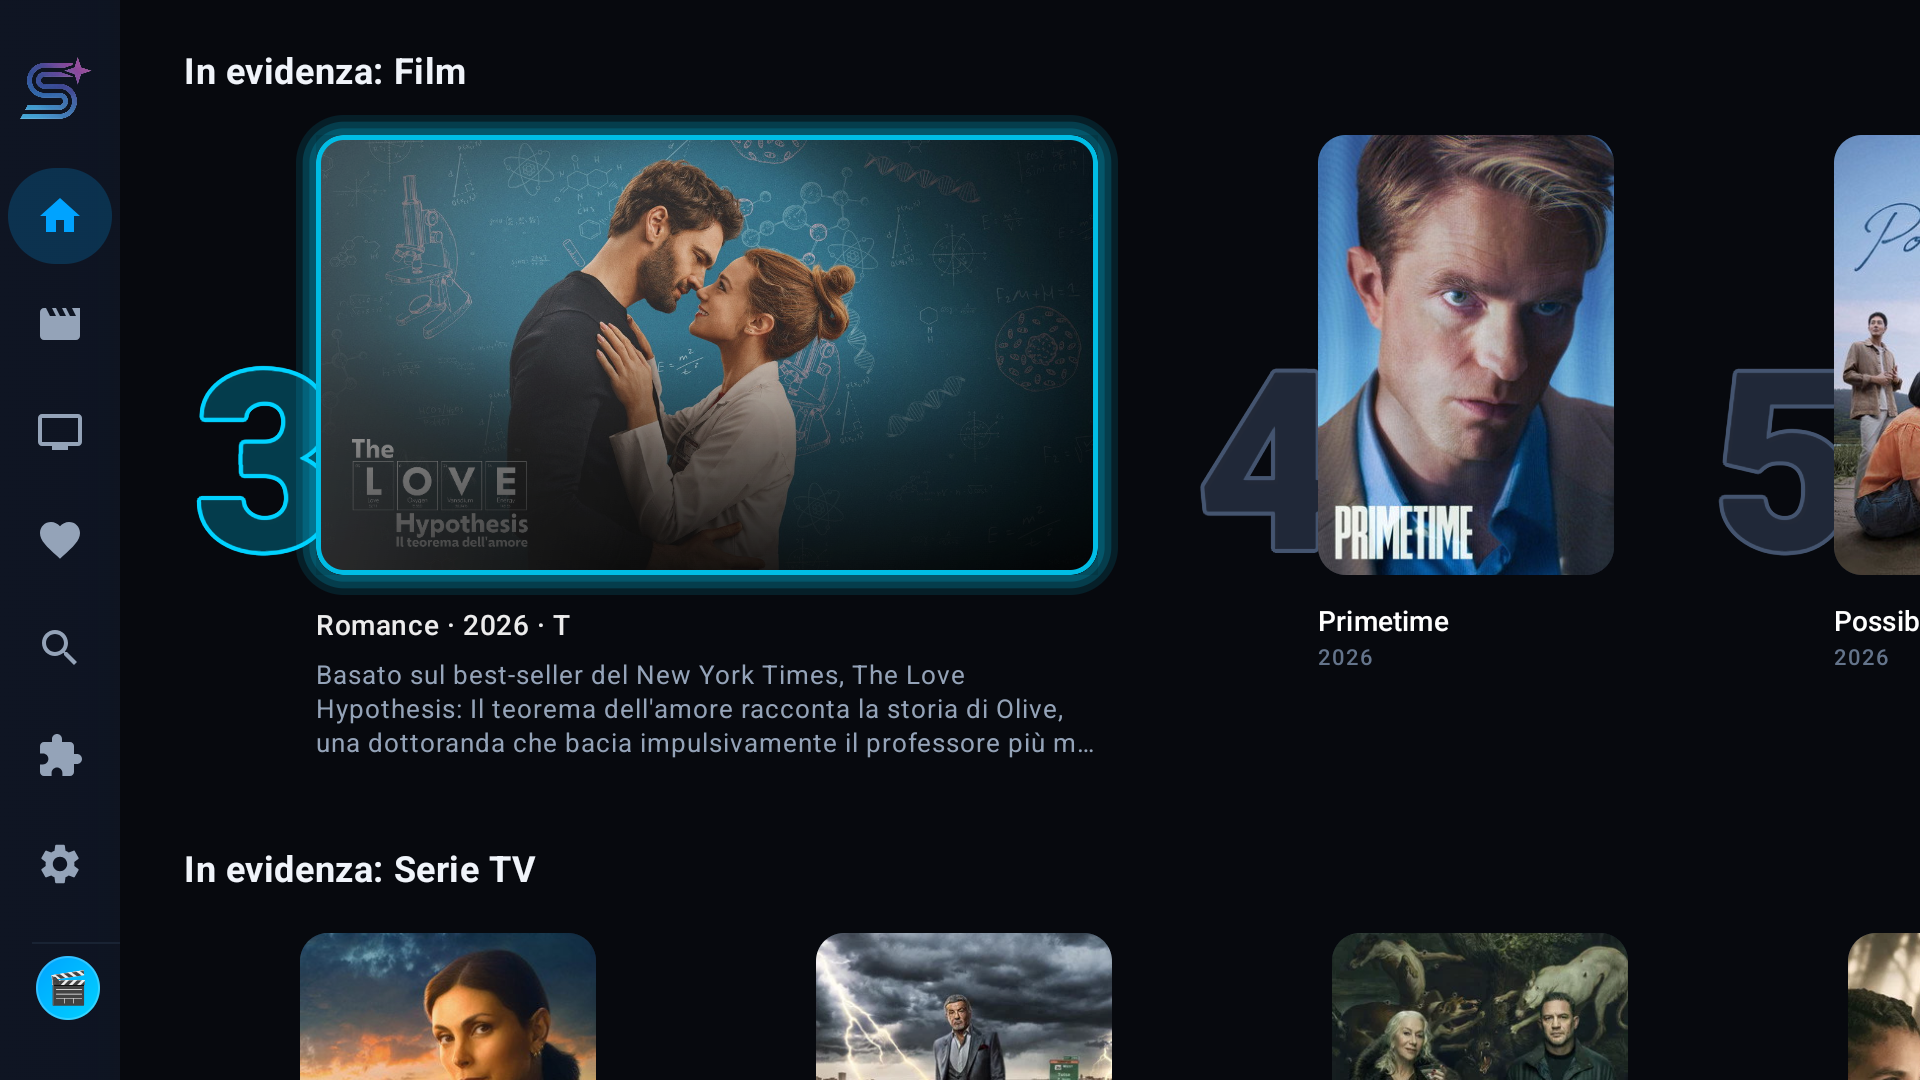 In evidenza: Film
3
The
LOVE
Hypothesis
Il teorema dell'amore
Romance · 2026 · T
Basato sul best-seller del New York Times, The Love
Hypothesis: Il teorema dell'amore racconta la storia di Olive,
una dottoranda che bacia impulsivamente il professore più m…
4
PRIMETIME
Primetime
2026
5
Po
Possib
2026
In evidenza: Serie TV